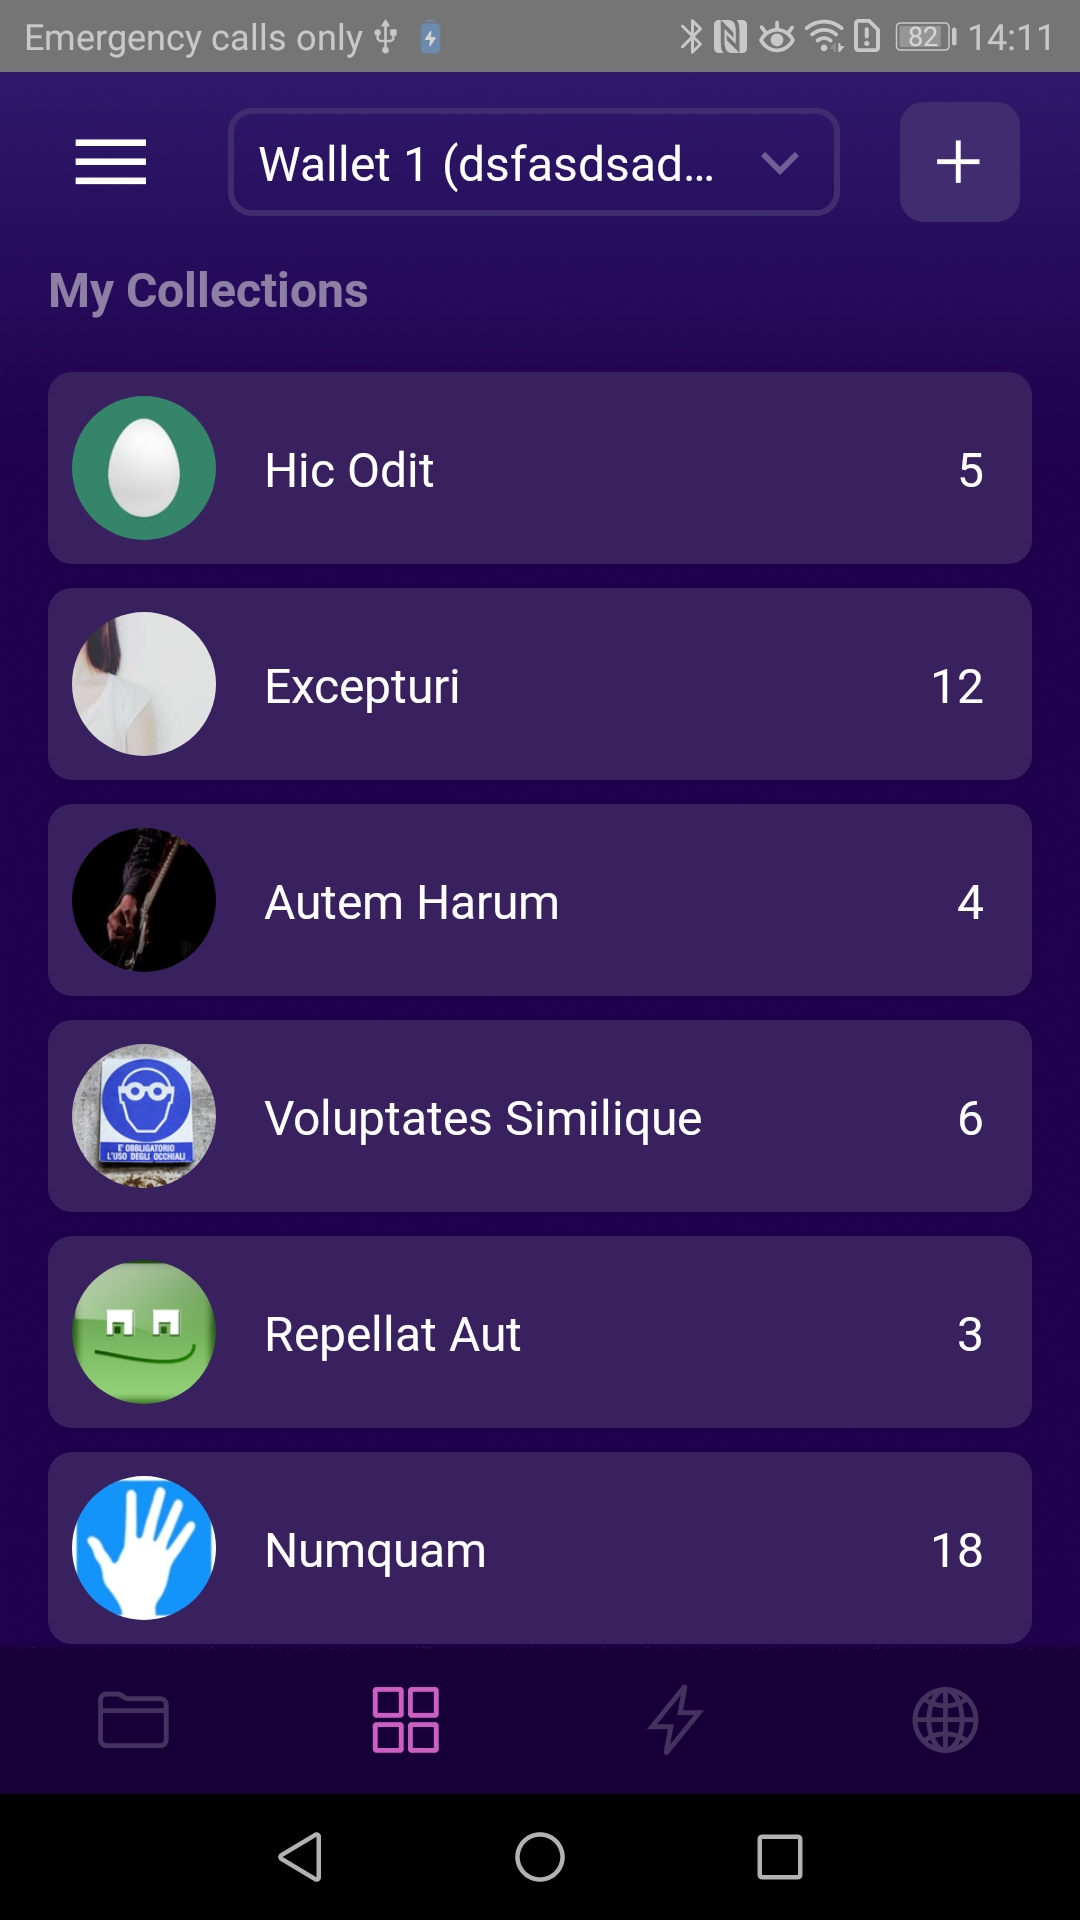 Emergency calls only 82 14:11
Wallet 1 (dsfasdsad...
My Collections
Hic Odit 5
Excepturi 12
Autem Harum 4
E' OBBLIGATORIO
L'USO DEGLI OCCHIALI
Voluptates Similique 6
Repellat Aut 3
Numquam 18